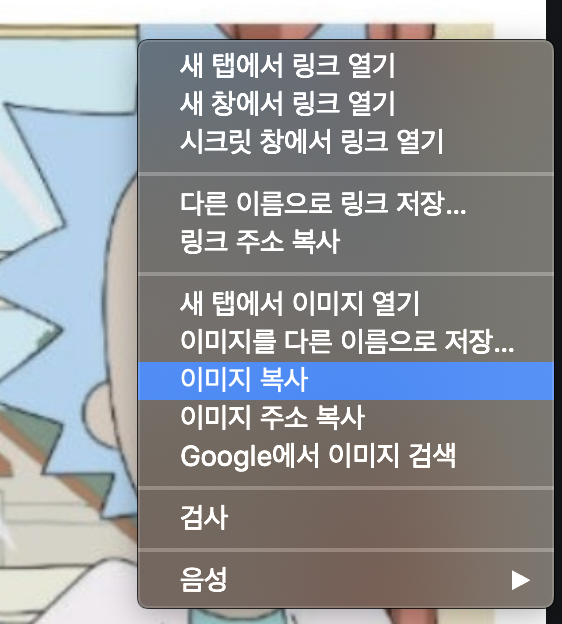 새 탭에서 링크 열기
새 창에서 링크 열기
시크릿 창에서 링크 열기
다른 이름으로 링크 저장...
링크 주소 복사
새 탭에서 이미지 열기
이미지를 다른 이름으로 저장...
이미지 복사
이미지 주소 복사
Google에서 이미지 검색
검사
음성